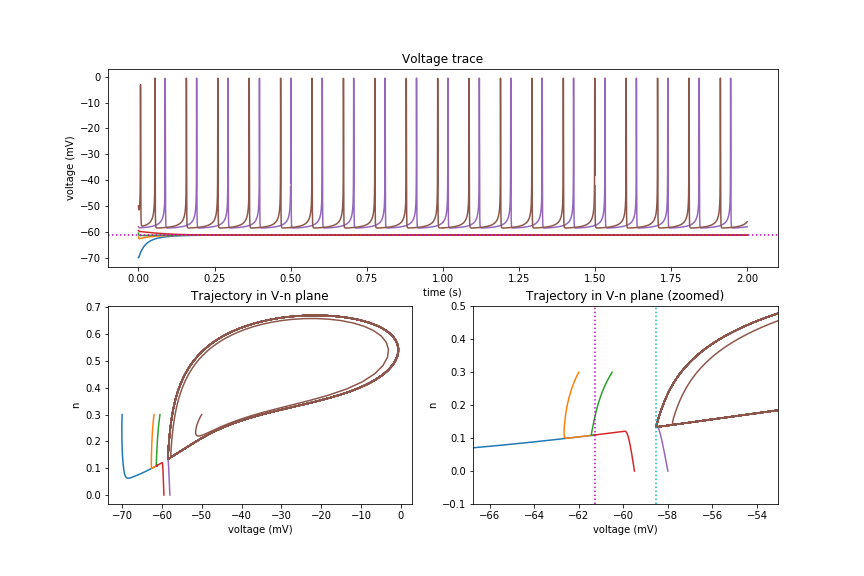 Voltage trace
voltage (mV)
0
−10
−20
−30
−40
−50
−60
−70
0.00 0.25 0.50 0.75 1.00 1.25 1.50 1.75 2.00
time (s)
Trajectory in V-n plane
n
0.7
0.6
0.5
0.4
0.3
0.2
0.1
0.0
−70 −60 −50 −40 −30 −20 −10 0
voltage (mV)
Trajectory in V-n plane (zoomed)
n
0.5
0.4
0.3
0.2
0.1
0.0
−0.1
−66 −64 −62 −60 −58 −56 −54
voltage (mV)